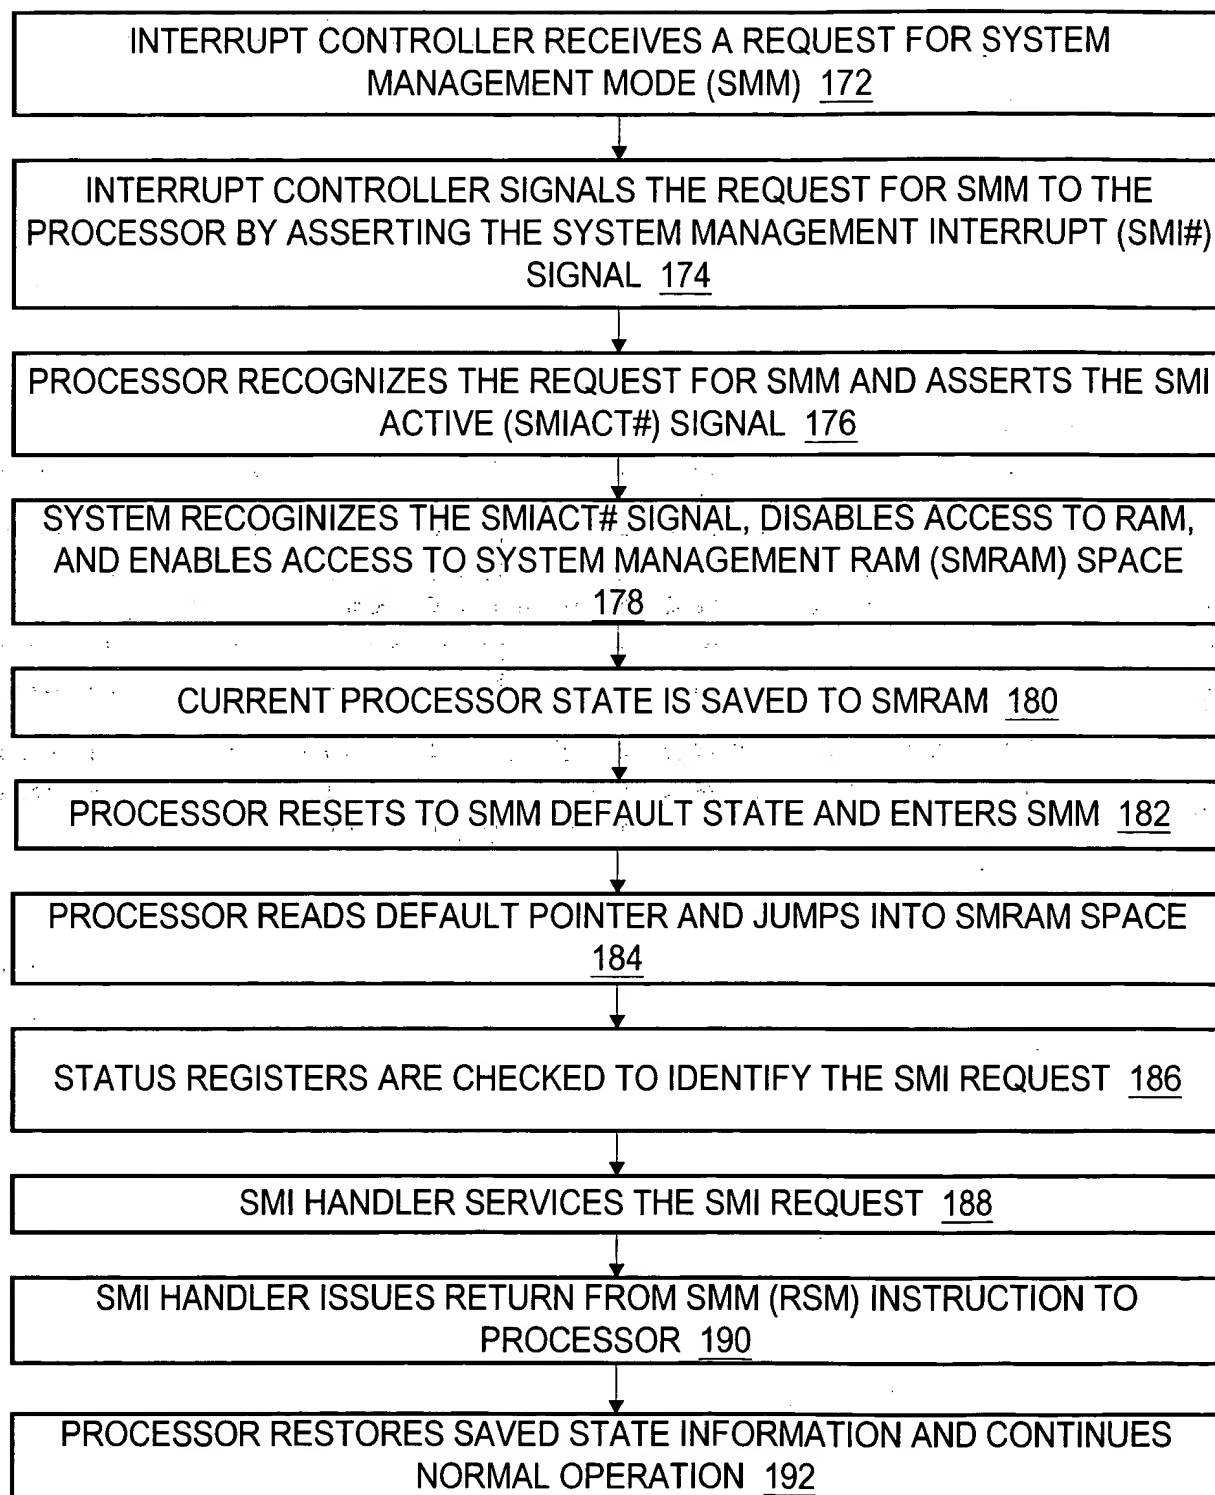 INTERRUPT CONTROLLER RECEIVES A REQUEST FOR SYSTEM
MANAGEMENT MODE (SMM) 172
INTERRUPT CONTROLLER SIGNALS THE REQUEST FOR SMM TO THE
PROCESSOR BY ASSERTING THE SYSTEM MANAGEMENT INTERRUPT (SMI#)
SIGNAL 174
PROCESSOR RECOGNIZES THE REQUEST FOR SMM AND ASSERTS THE SMI
ACTIVE (SMIACT#) SIGNAL 176
SYSTEM RECOGINIZES THE SMIACT# SIGNAL, DISABLES ACCESS TO RAM,
AND ENABLES ACCESS TO SYSTEM MANAGEMENT RAM (SMRAM) SPACE
178
CURRENT PROCESSOR STATE IS SAVED TO SMRAM 180
PROCESSOR RESETS TO SMM DEFAULT STATE AND ENTERS SMM 182
PROCESSOR READS DEFAULT POINTER AND JUMPS INTO SMRAM SPACE
184
STATUS REGISTERS ARE CHECKED TO IDENTIFY THE SMI REQUEST 186
SMI HANDLER SERVICES THE SMI REQUEST 188
SMI HANDLER ISSUES RETURN FROM SMM (RSM) INSTRUCTION TO
PROCESSOR 190
PROCESSOR RESTORES SAVED STATE INFORMATION AND CONTINUES
NORMAL OPERATION 192